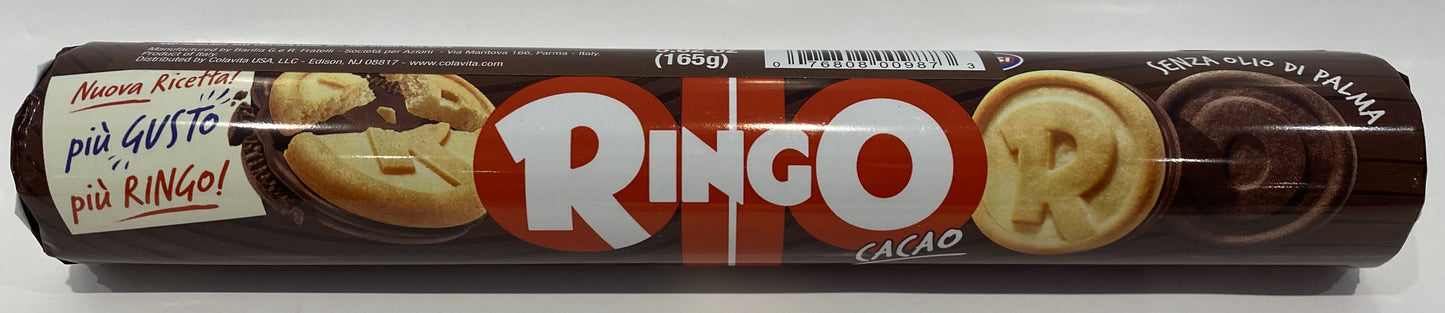 Manufactured by Barilla G.e R. Fratelli - Società per Azioni - Via Mantova 166, Parma - Italy.
Product of Italy.
Distributed by Colavita USA, LLC - Edison, NJ 08817 - www.colavita.com
(165g)
0 76808 00987 3
Nuova Ricetta!
più GUSTO
più RINGO!
R
RINGO
CACAO
R
SENZA OLIO DI PALMA